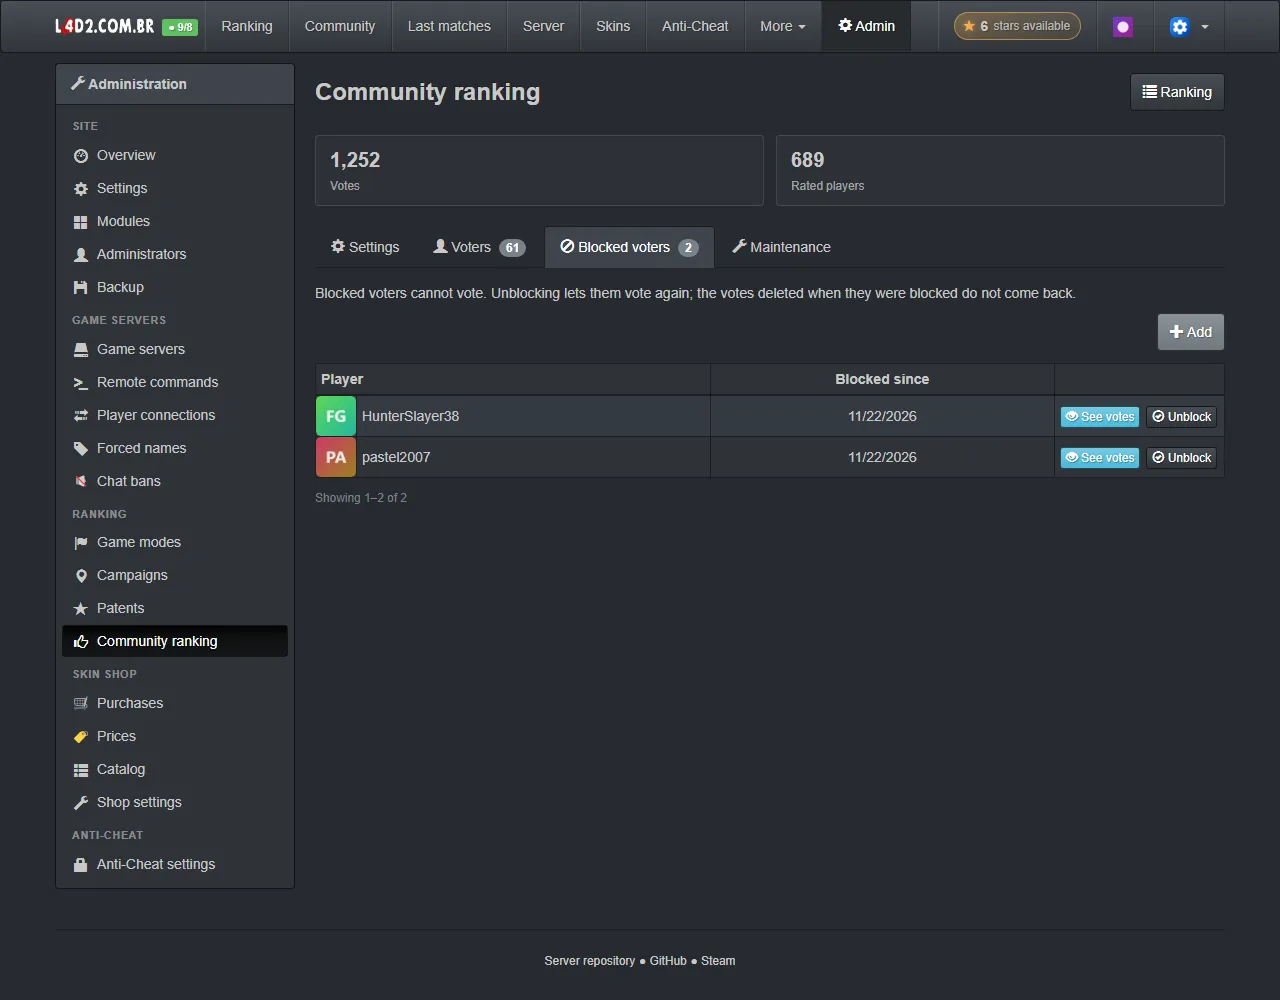 L4D2.COM.BR ● 9/8 Ranking Community Last matches Server Skins Anti-Cheat More Admin 6 stars available
Administration
SITE
Overview
Settings
Modules
Administrators
Backup
GAME SERVERS
Game servers
Remote commands
Player connections
Forced names
Chat bans
RANKING
Game modes
Campaigns
Patents
Community ranking
SKIN SHOP
Purchases
Prices
Catalog
Shop settings
ANTI-CHEAT
Anti-Cheat settings
Community ranking
Ranking
1,252
Votes
689
Rated players
Settings Voters 61 Blocked voters 2 Maintenance
Blocked voters cannot vote. Unblocking lets them vote again; the votes deleted when they were blocked do not come back.
Add
Player Blocked since
FG HunterSlayer38 11/22/2026 See votes Unblock
PA pastel2007 11/22/2026 See votes Unblock
Showing 1–2 of 2
Server repository ● GitHub ● Steam